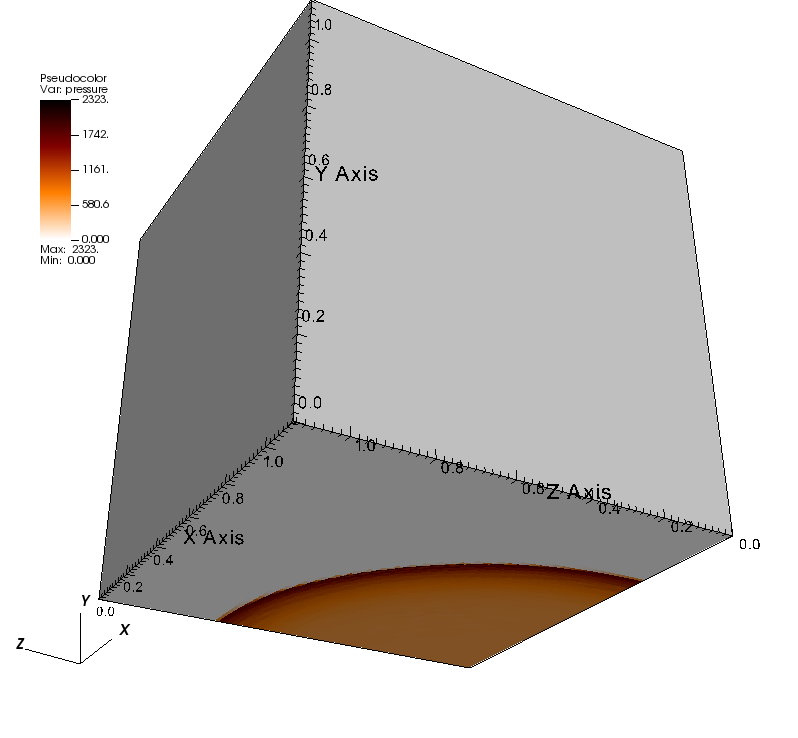 Pseudocolor
Var: pressure
2323.
1742.
1161.
580.6
0.000
Max: 2323.
Min: 0.000
1.0
0.8
0.6
Y Axis
0.4
0.2
0.0
1.0
0.8
0.6
Z Axis
0.4
0.2
0.0
1.0
0.8
0.6
X Axis
0.4
0.2
0.0
Y
X
Z